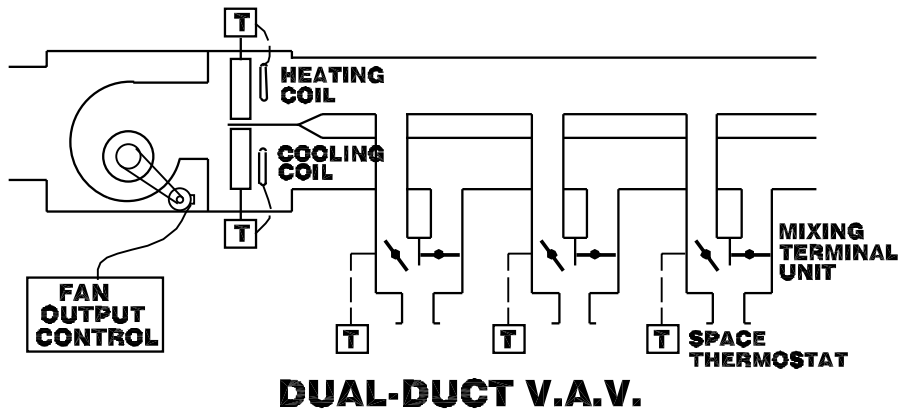 T
HEATING
COIL
COOLING
COIL
T
MIXING
TERMINAL
UNIT
FAN
OUTPUT
CONTROL
T
T
T
SPACE
THERMOSTAT
DUAL-DUCT V.A.V.